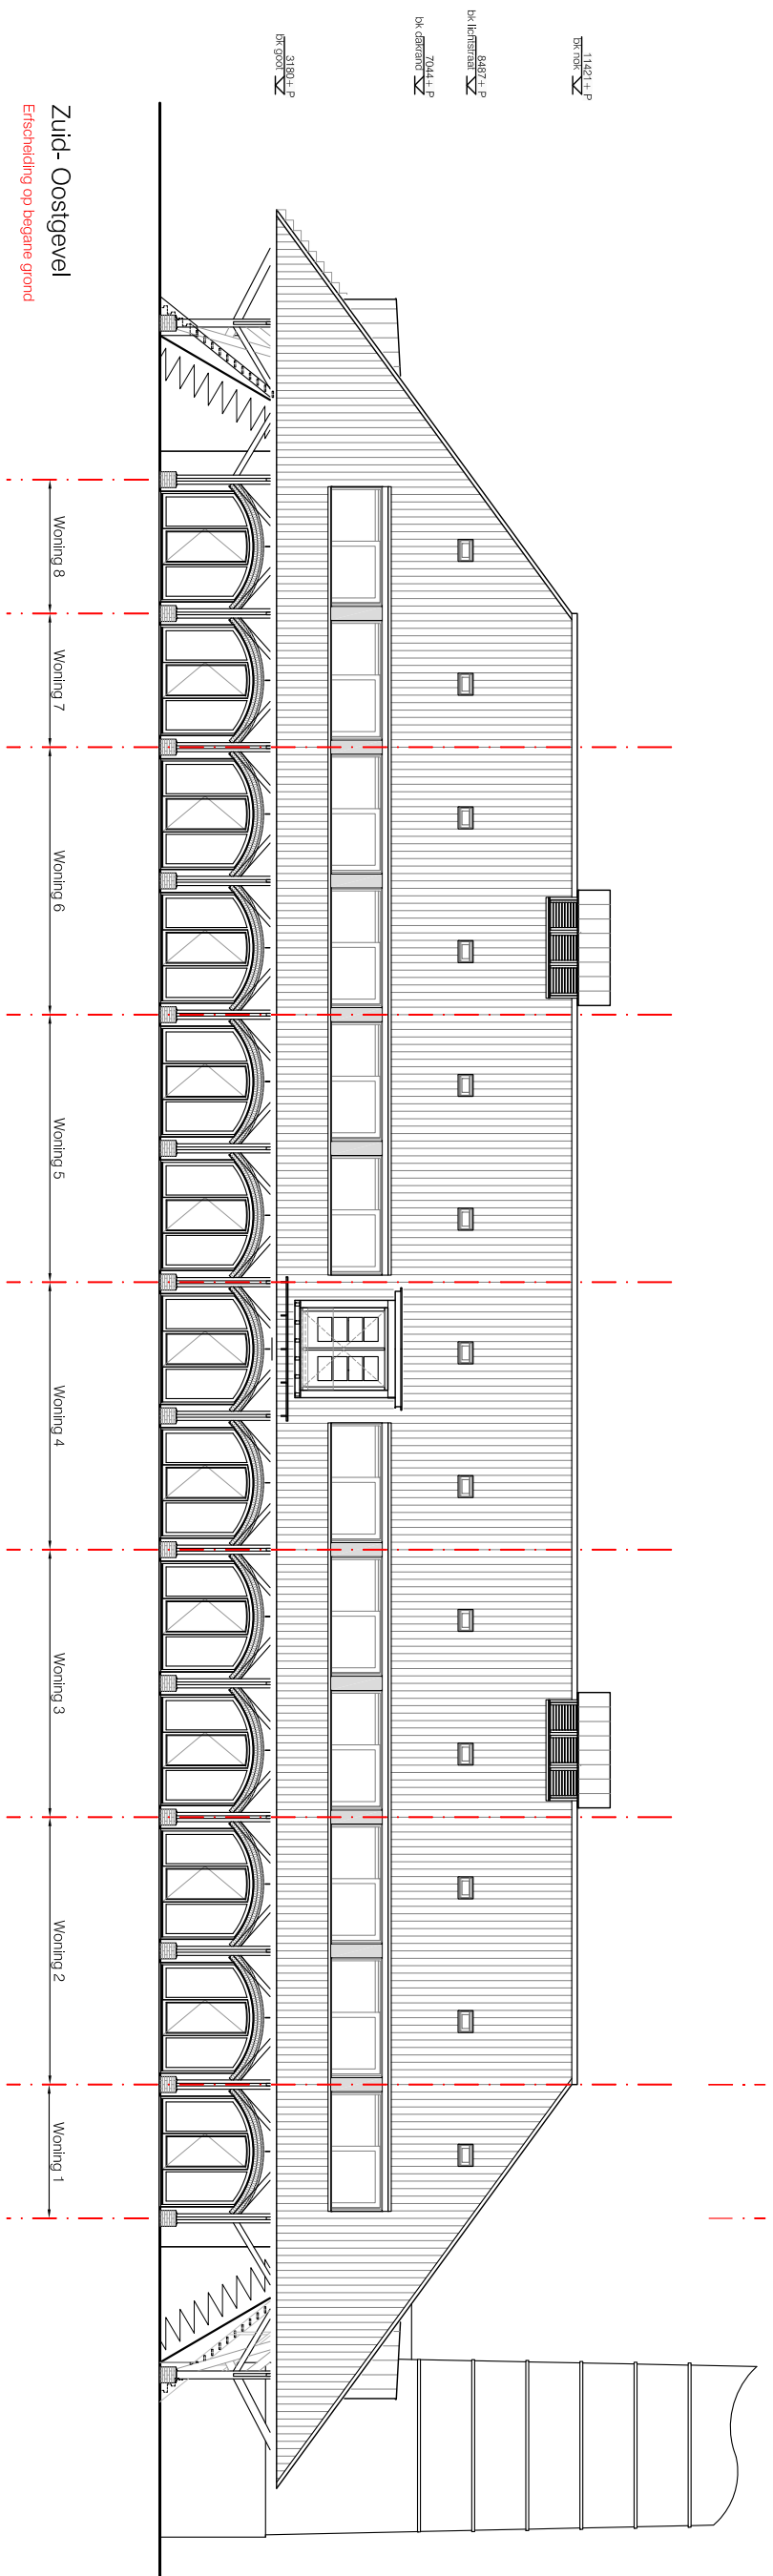 11421+ P
bk nok
8487+ P
bk lichtstraat
7044+ P
bk dakrand
3180+ P
bk goot
Woning 8
Woning 7
Woning 6
Woning 5
Woning 4
Woning 3
Woning 2
Woning 1
Zuid- Oostgevel
Erfscheiding op begane grond